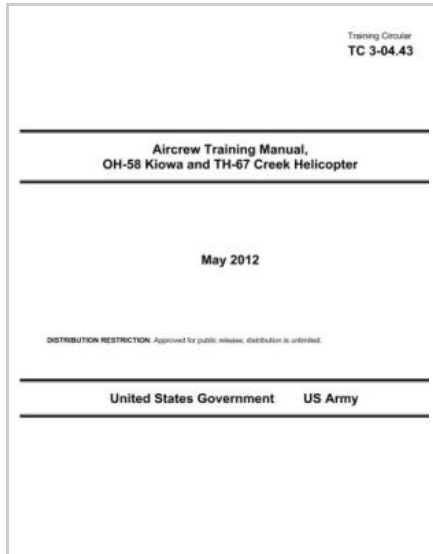 Training Circular
TC 3-04.43
Aircrew Training Manual,
OH-58 Kiowa and TH-67 Creek Helicopter
May 2012
DISTRIBUTION RESTRICTION: Approved for public release; distribution is unlimited.
United States Government US Army